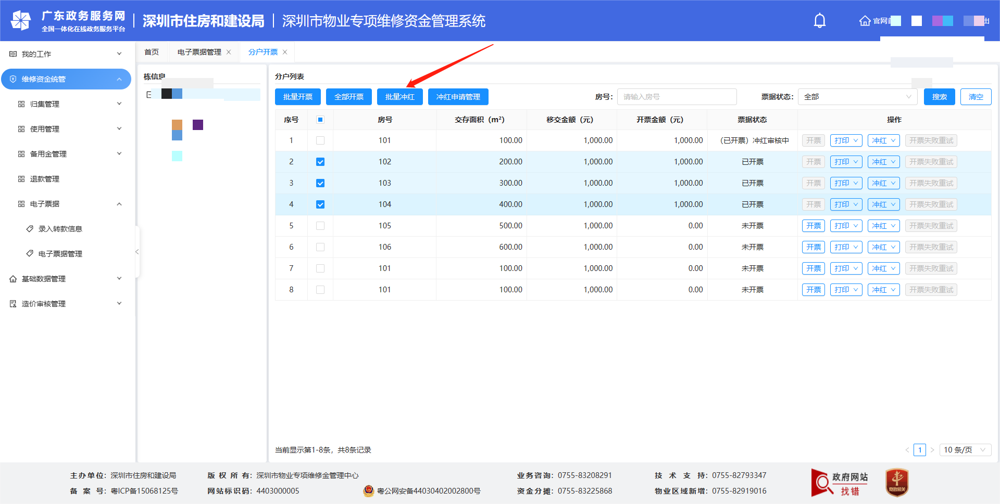 广东政务服务网
全国一体化在线政务服务平台
深圳市住房和建设局
深圳市物业专项维修资金管理系统
官网
出
我的工作
维修资金统管
归集管理
使用管理
备用金管理
退款管理
电子票据
录入转款信息
电子票据管理
基础数据管理
造价审核管理
首页
电子票据管理
分户开票
栋信息
分户列表
批量开票 全部开票 批量冲红 冲红申请管理 房号: 请输入房号 票据状态: 全部 搜索 清空
序号 房号 交存面积 (m²) 移交金额 (元) 开票金额 (元) 票据状态 操作
1 101 100.00 1,000.00 1,000.00 (已开票) 冲红审核中 开票 打印 冲红 开票失败重试
2 102 200.00 1,000.00 1,000.00 已开票 开票 打印 冲红 开票失败重试
3 103 300.00 1,000.00 1,000.00 已开票 开票 打印 冲红 开票失败重试
4 104 400.00 1,000.00 1,000.00 已开票 开票 打印 冲红 开票失败重试
5 105 500.00 1,000.00 0.00 未开票 开票 打印 冲红 开票失败重试
6 106 600.00 1,000.00 0.00 未开票 开票 打印 冲红 开票失败重试
7 101 100.00 1,000.00 0.00 未开票 开票 打印 冲红 开票失败重试
8 101 100.00 1,000.00 0.00 未开票 开票 打印 冲红 开票失败重试
当前显示第1-8条，共8条记录
1
10 条/页
主办单位: 深圳市住房和建设局 版权所有: 深圳市物业专项维修金管理中心 业务咨询: 0755-83208291 技术支持: 0755-82793347
备案号: 粤ICP备15068125号 网站标识码: 4403000005 粤公网安备44030402002800号 资金分摊: 0755-83225868 物业区域新增: 0755-82919016
政府网站
找错
党政机关